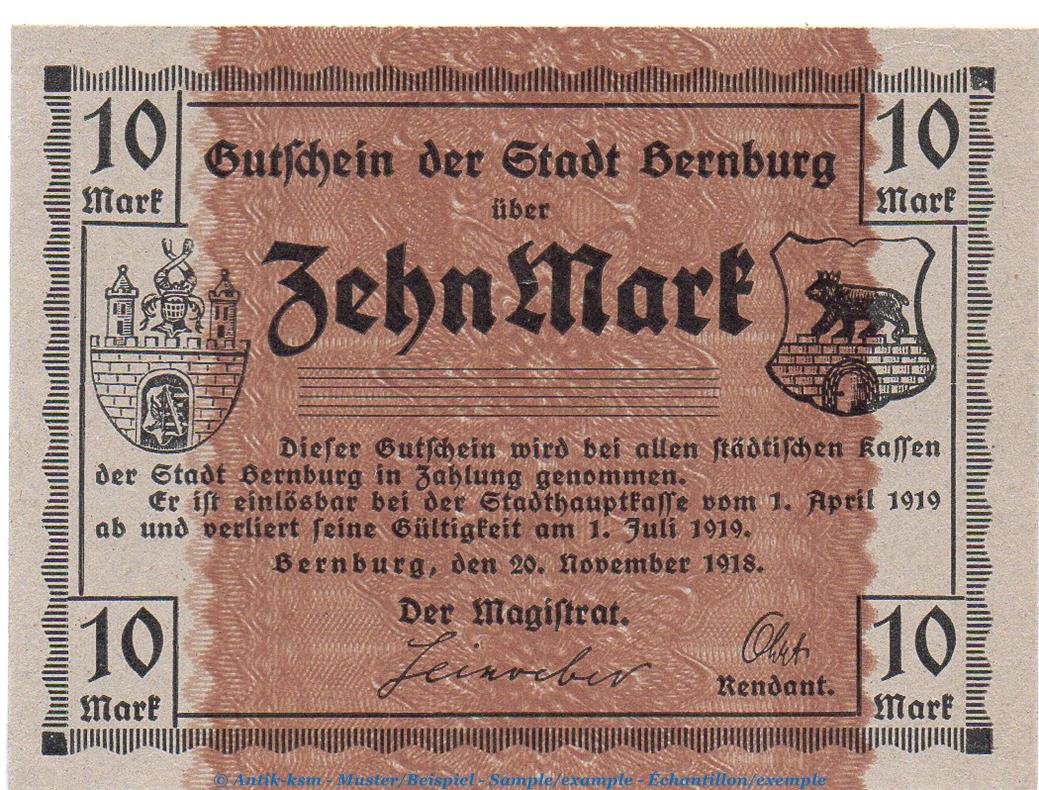 10 Mark
10 Mark
Gutschein der Stadt Bernburg
über
Zehn Mark
Dieser Gutschein wird bei allen städtischen Kassen
der Stadt Bernburg in Zahlung genommen.
Er ist einlösbar bei der Stadthauptkasse vom 1. April 1919
ab und verliert seine Gültigkeit am 1. Juli 1919.
Bernburg, den 20. November 1918.
Der Magistrat.
Leinveber
Ohrt
Rendant.
10 Mark
10 Mark
© Antik-ksm - Muster/Beispiel - Sample/example - Échantillon/exemple